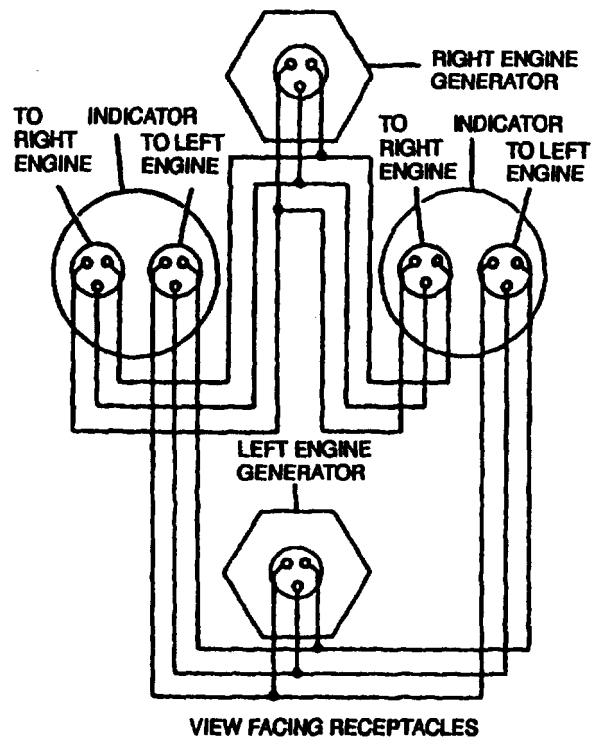 RIGHT ENGINE
GENERATOR
TO
RIGHT
ENGINE
INDICATOR
TO LEFT
ENGINE
TO
RIGHT
ENGINE
INDICATOR
TO LEFT
ENGINE
LEFT ENGINE
GENERATOR
VIEW FACING RECEPTACLES